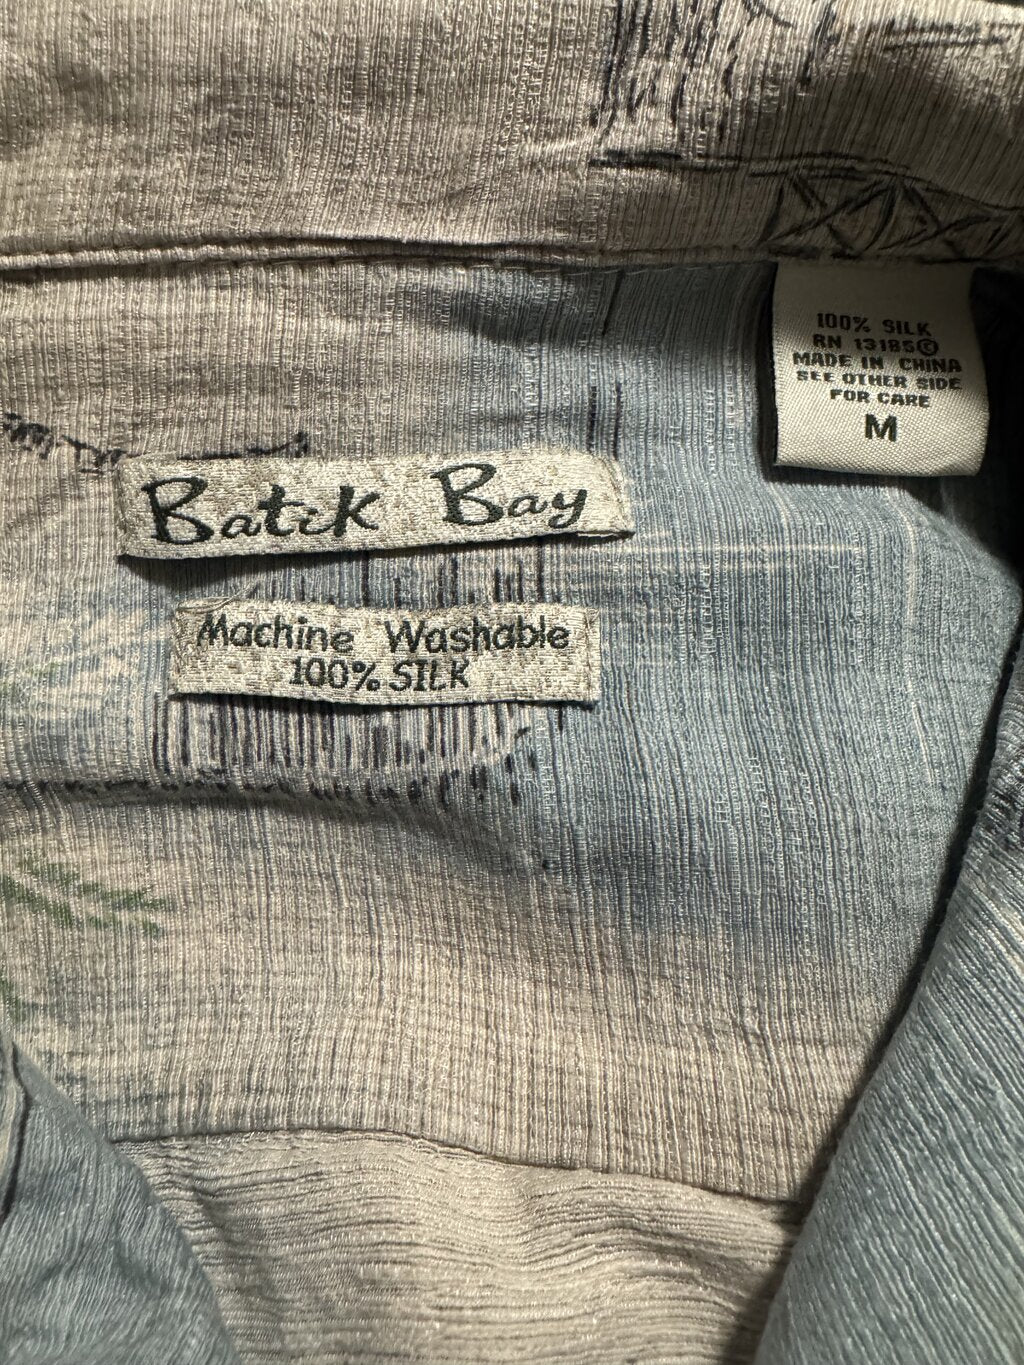 Batik Bay
Machine Washable
100% SILK
100% SILK
RN 13185©
MADE IN CHINA
SEE OTHER SIDE
FOR CARE
M